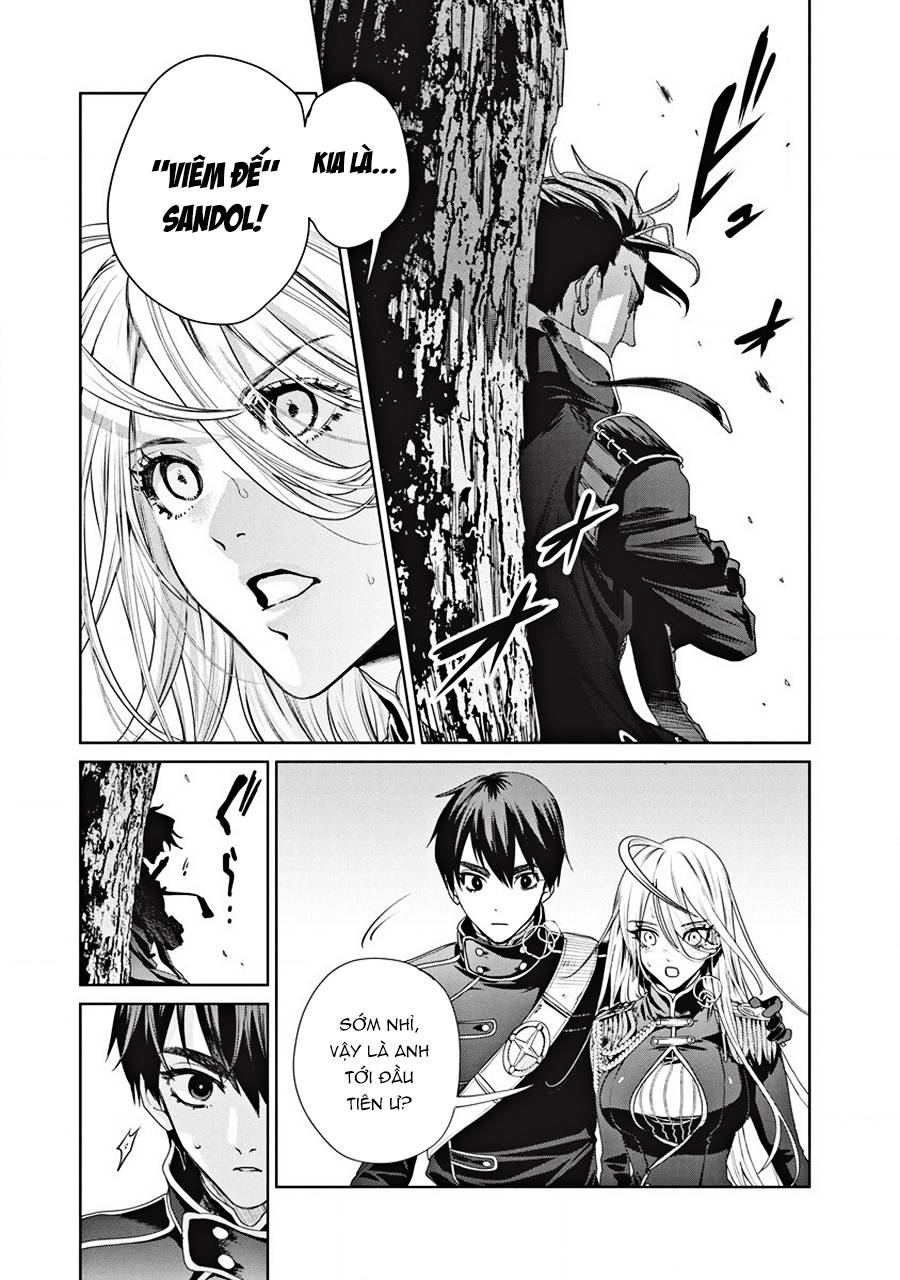 KIA LÀ...
"VIÊM ĐẾ"
SANDOL!
SỚM NHỈ,
VẬY LÀ ANH
TỚI ĐẦU
TIÊN Ư?